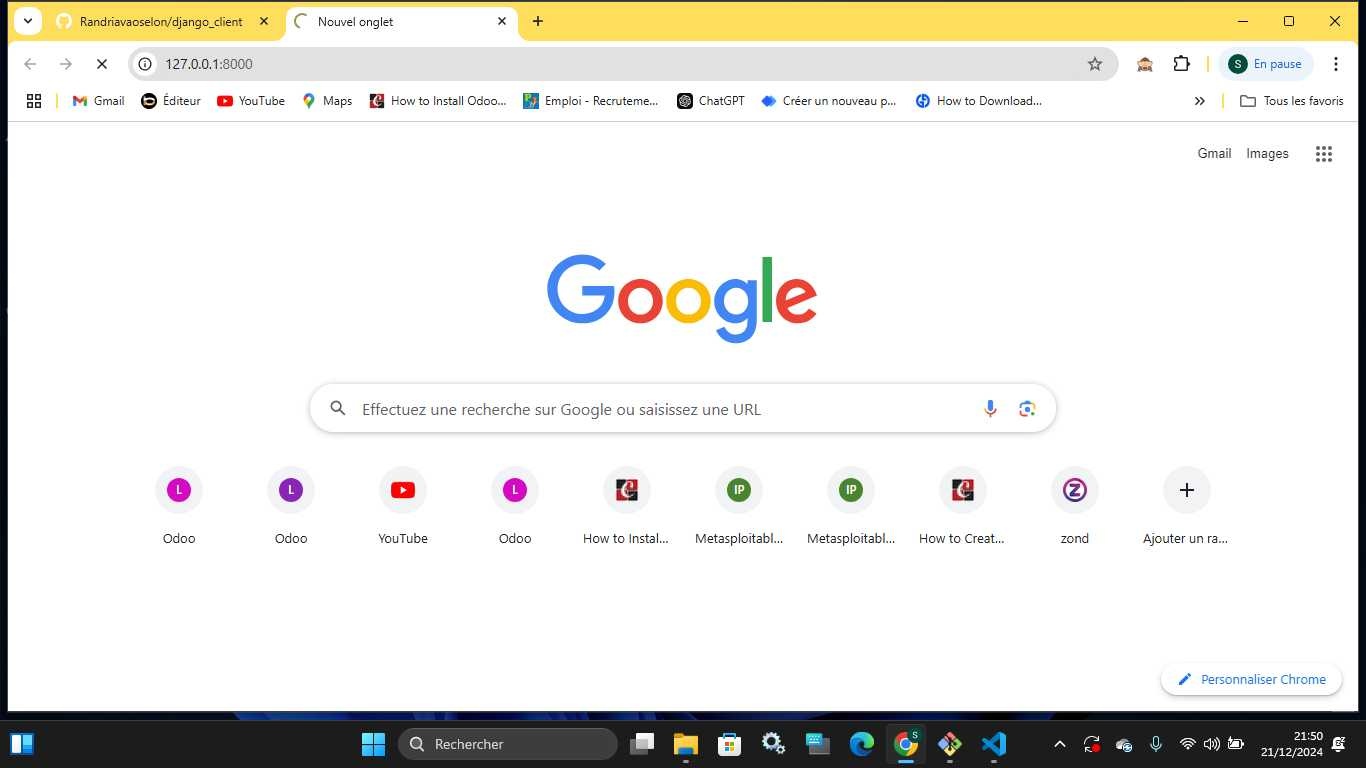 Randriavaoselon/django_client
Nouvel onglet
127.0.0.1:8000
S En pause
Gmail
Éditeur
YouTube
Maps
How to Install Odoo...
Emploi - Recruteme...
ChatGPT
Créer un nouveau p...
How to Download...
Tous les favoris
Gmail Images
Google
Effectuez une recherche sur Google ou saisissez une URL
L L L IP IP
Odoo
Odoo
YouTube
Odoo
How to Instal...
Metasploitabl...
Metasploitabl...
How to Creat...
zond
Ajouter un ra...
Personnaliser Chrome
Rechercher
S
21:50
21/12/2024